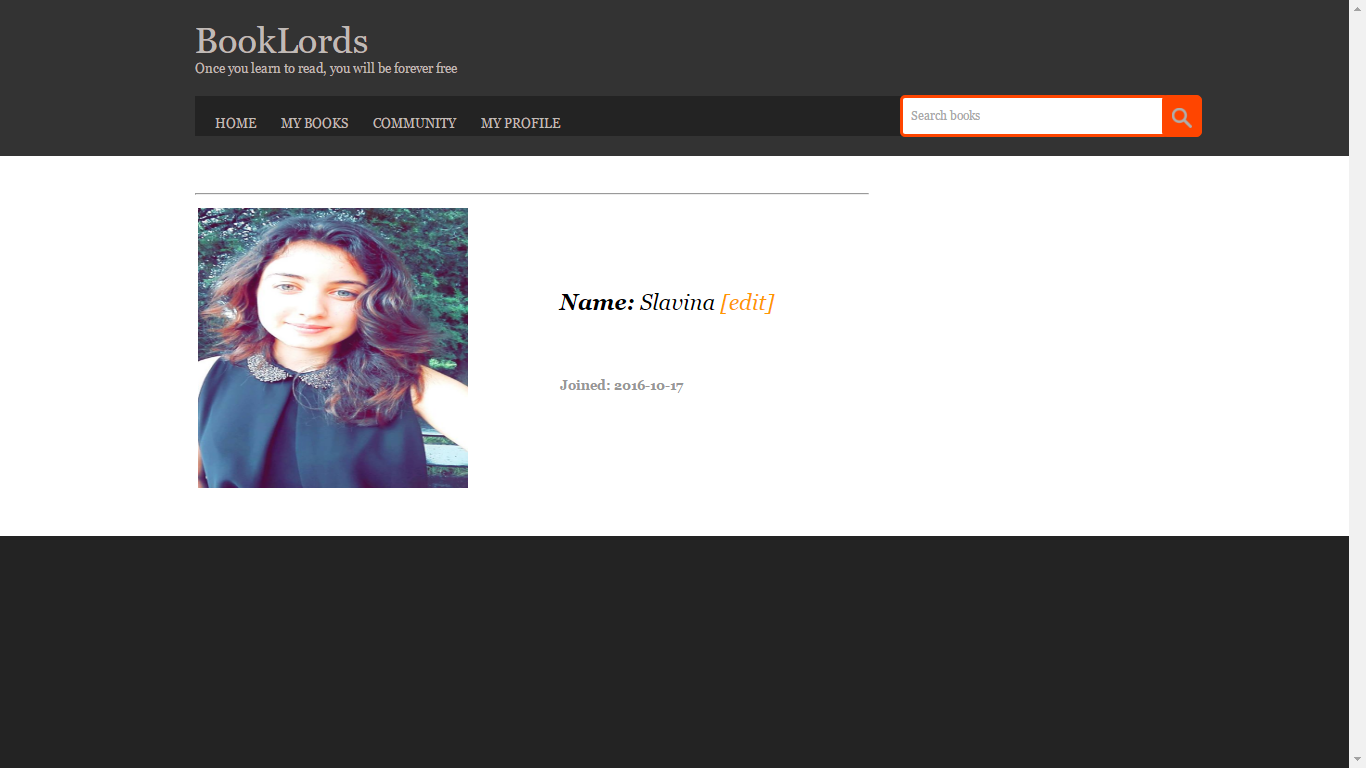 BookLords
Once you learn to read, you will be forever free
HOME MY BOOKS COMMUNITY MY PROFILE
Search books
Name: Slavina [edit]
Joined: 2016-10-17